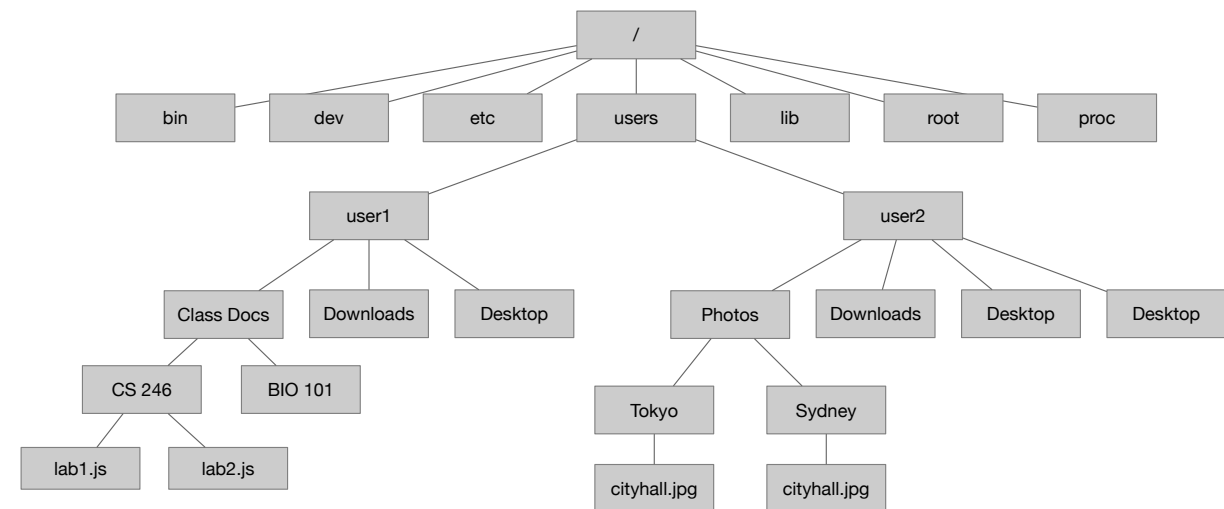 /
bin
dev
etc
users
lib
root
proc
user1
user2
Class Docs
Downloads
Desktop
Photos
Downloads
Desktop
Desktop
CS 246
BIO 101
Tokyo
Sydney
lab1.js
lab2.js
cityhall.jpg
cityhall.jpg